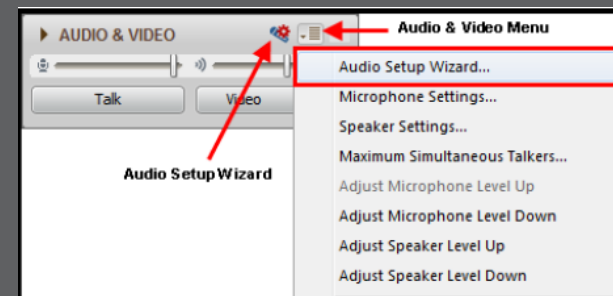 AUDIO & VIDEO
Audio & Video Menu
Talk
Video
Audio Setup Wizard
Audio Setup Wizard...
Microphone Settings...
Speaker Settings...
Maximum Simultaneous Talkers...
Adjust Microphone Level Up
Adjust Microphone Level Down
Adjust Speaker Level Up
Adjust Speaker Level Down